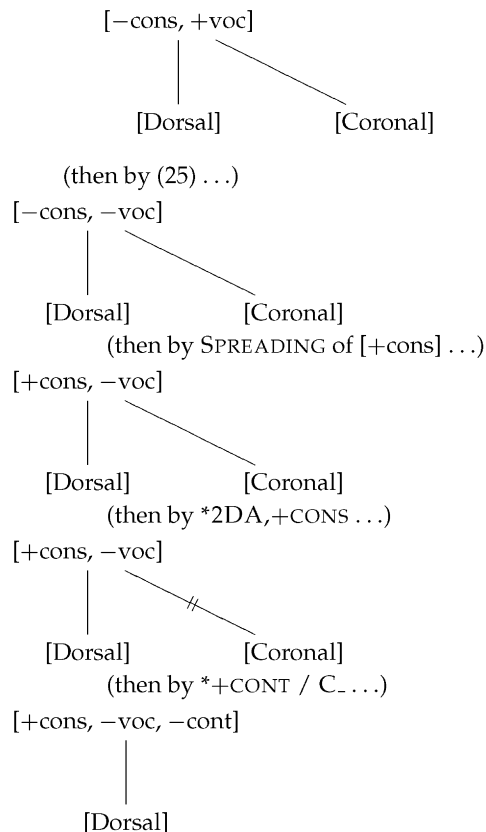 [−cons, +voc]
[Dorsal] [Coronal]
(then by (25) . . .)
[−cons, −voc]
[Dorsal] [Coronal]
(then by SPREADING of [+cons] . . .)
[+cons, −voc]
[Dorsal] [Coronal]
(then by *2DA,+CONS . . .)
[+cons, −voc]
[Dorsal] [Coronal]
(then by *+CONT / C_ . . .)
[+cons, −voc, −cont]
[Dorsal]